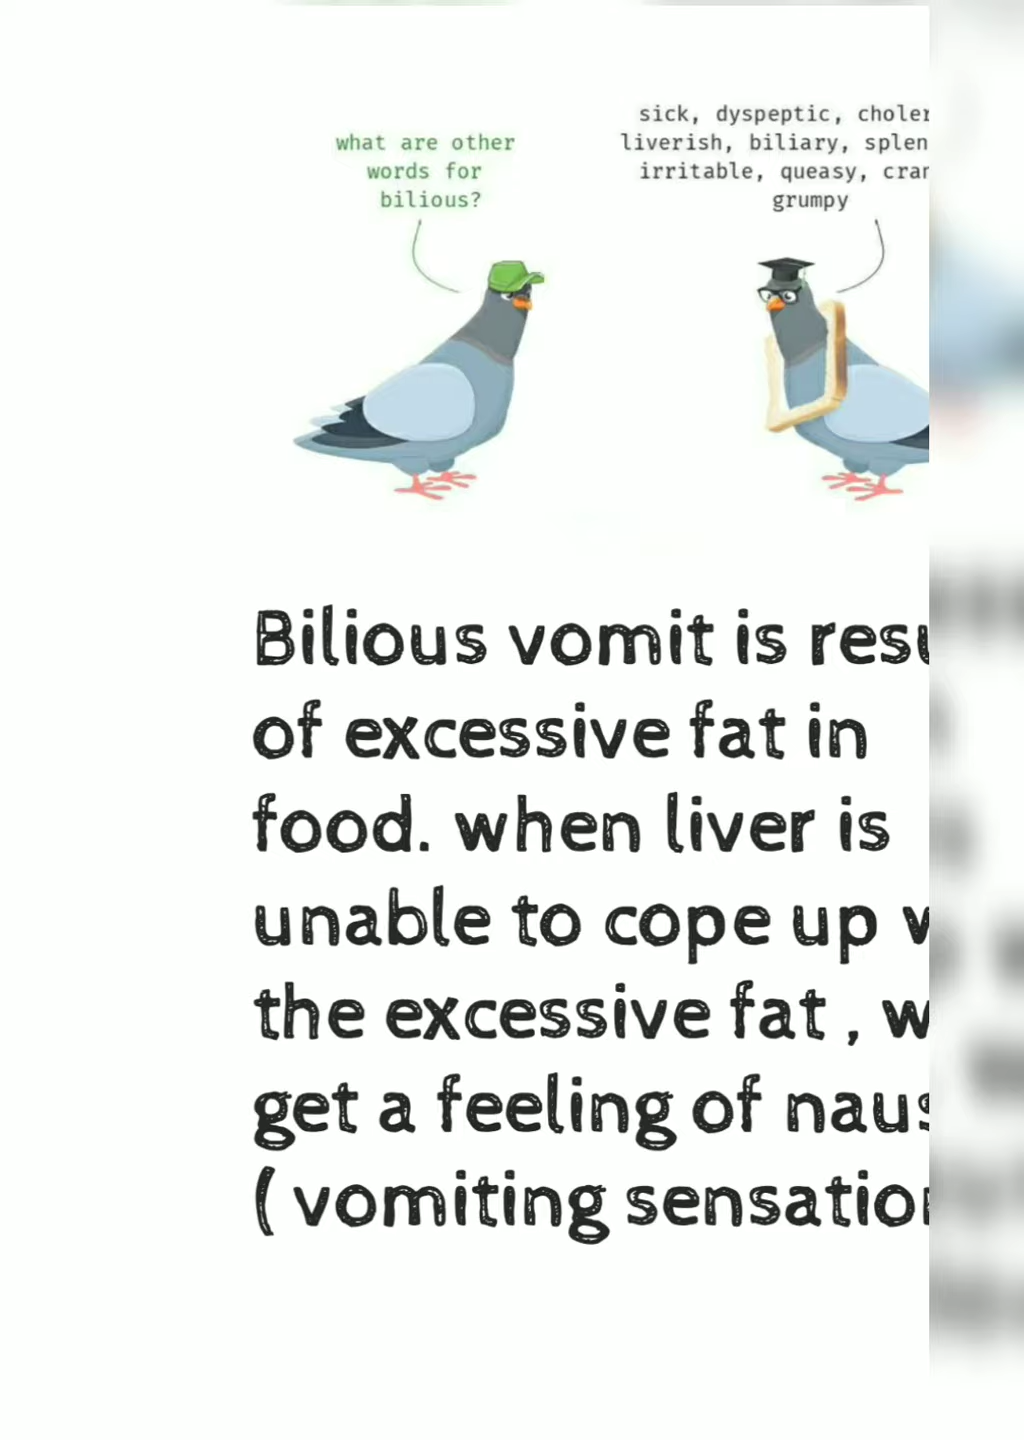 what are other
words for
bilious?
sick, dyspeptic,
liverish, biliary,
irritable, queasy,
grumpy
Bilious vomit is
of excessive fat in
food. when liver is
unable to cope up
the excessive fat ,
get a feeling of
( vomiting